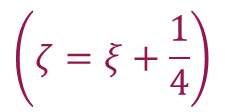 (ζ = ξ + 1/4)